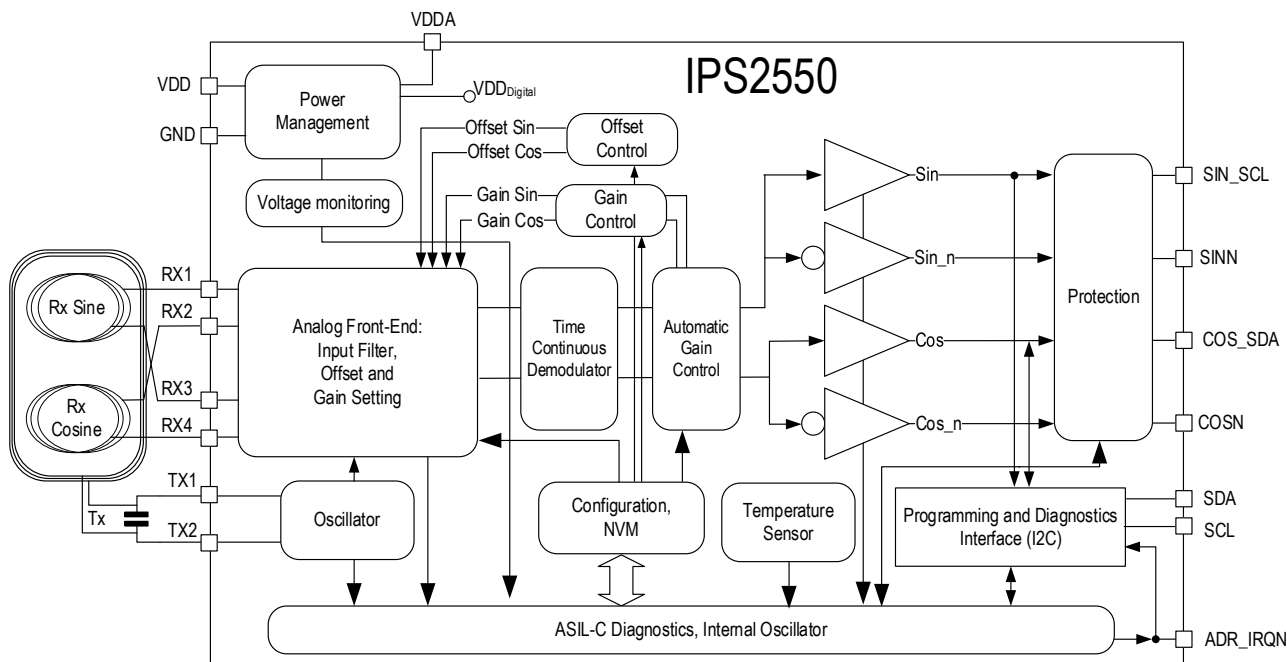 VDDA
IPS2550
VDD
GND
Power
Management
VDDDigital
Voltage monitoring
Offset Sin
Offset Cos
Offset
Control
Gain Sin
Gain Cos
Gain
Control
Sin
Sin_n
Cos
Cos_n
Protection
SIN_SCL
SINN
COS_SDA
COSN
Rx Sine
Rx
Cosine
RX1
RX2
RX3
RX4
Analog Front-End:
Input Filter,
Offset and
Gain Setting
Time
Continuous
Demodulator
Automatic
Gain
Control
Tx
TX1
TX2
Oscillator
Configuration,
NVM
Temperature
Sensor
Programming and Diagnostics
Interface (I2C)
SDA
SCL
ASIL-C Diagnostics, Internal Oscillator
ADR_IRQN